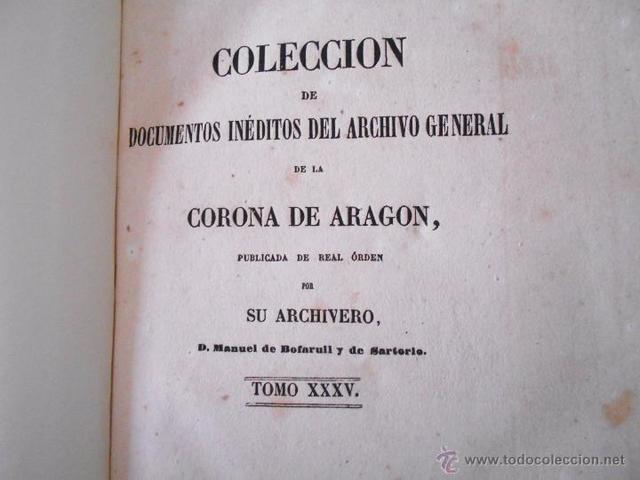 COLECCION
DE
DOCUMENTOS INÉDITOS DEL ARCHIVO GENERAL
DE LA
CORONA DE ARAGON,
PUBLICADA DE REAL ÓRDEN
POR
SU ARCHIVERO,
D. Manuel de Bofarull y de Sartorio.
TOMO XXXV.
todocoleccion
www.todocoleccion.net